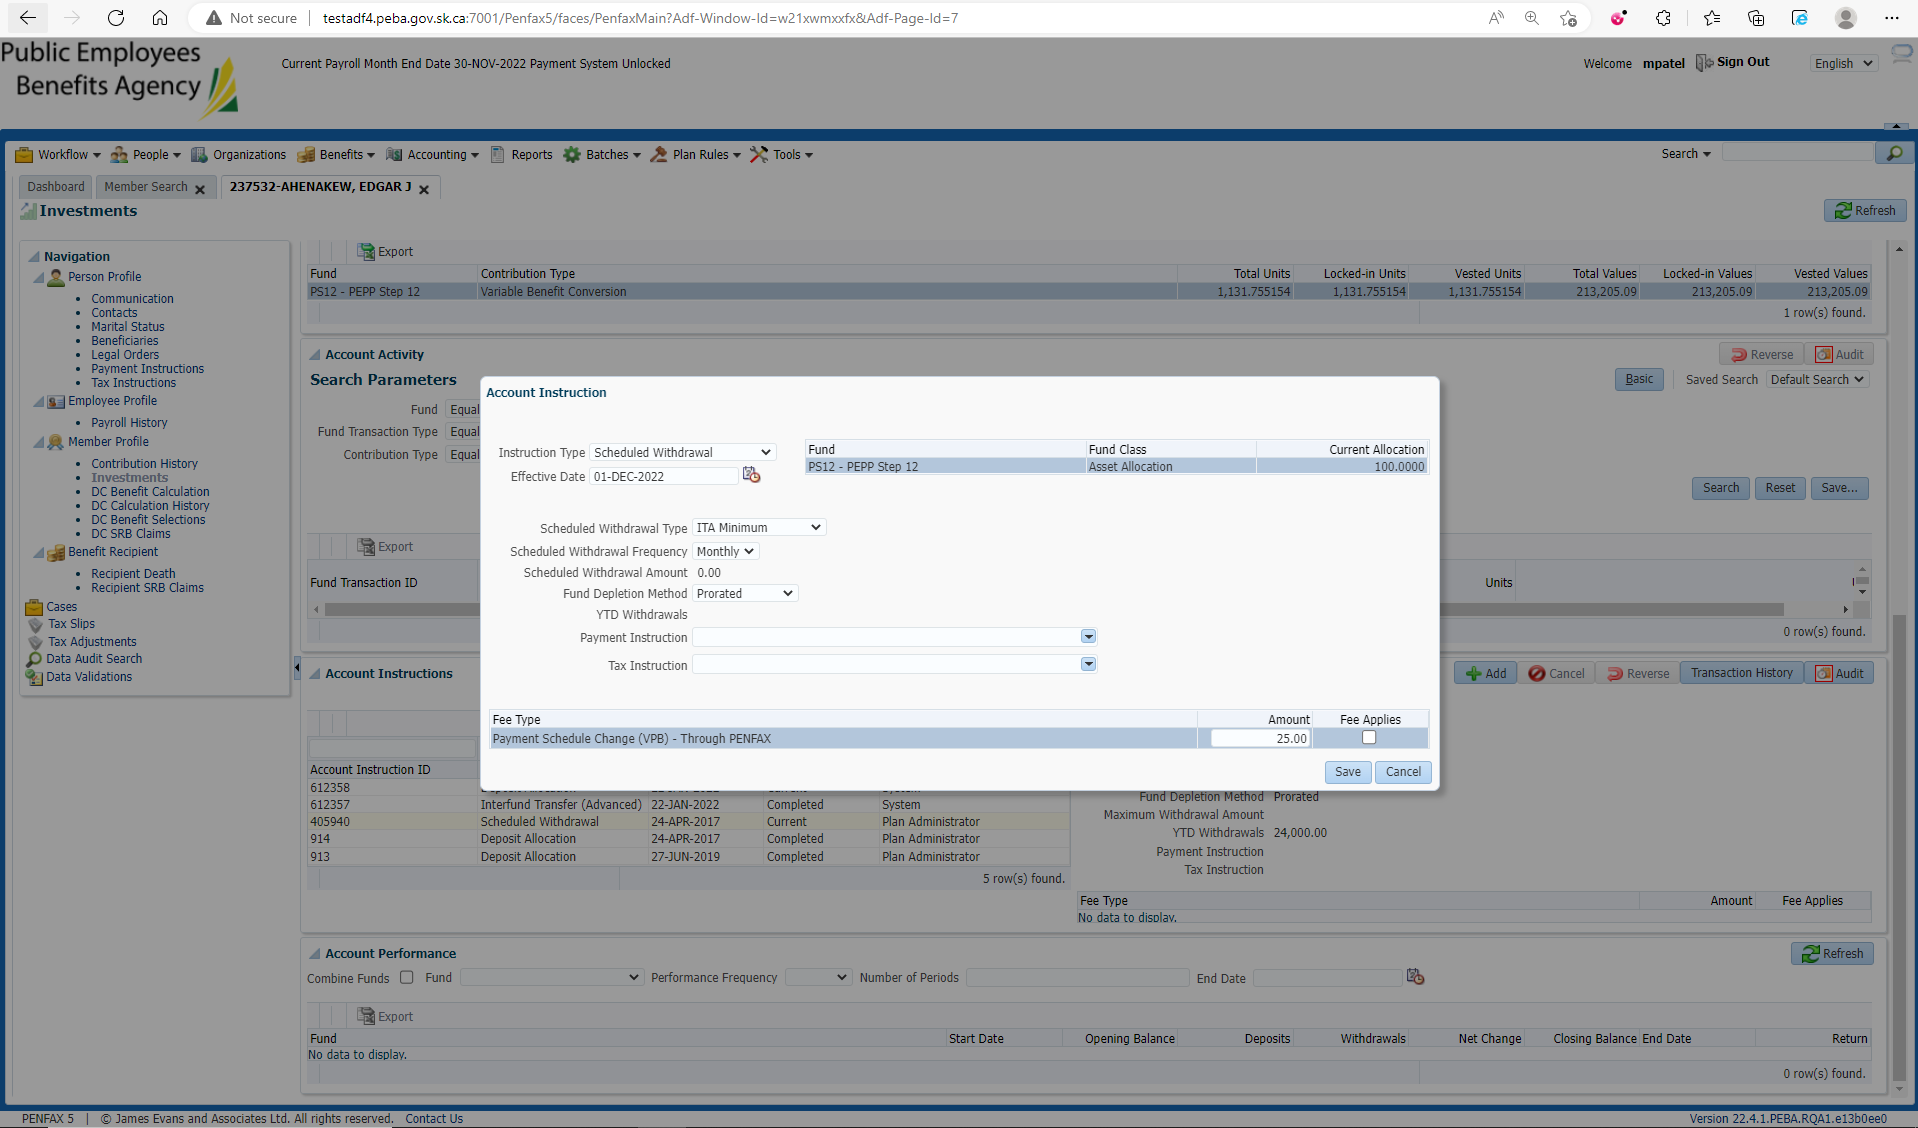 Not secure
testadf4.peba.gov.sk.ca:7001/Penfax5/faces/PenfaxMain?Adf-Window-Id=w21xwmxxfx&Adf-Page-Id=7
Public Employees
Benefits Agency
Current Payroll Month End Date 30-NOV-2022 Payment System Unlocked
Welcome mpatel Sign Out English
Workflow People Organizations Benefits Accounting Reports Batches Plan Rules Tools Search
Dashboard Member Search 237532-AHENAKEW, EDGAR J
Investments
Refresh
Navigation
Person Profile
Communication
Contacts
Marital Status
Beneficiaries
Legal Orders
Payment Instructions
Tax Instructions
Employee Profile
Payroll History
Member Profile
Contribution History
Investments
DC Benefit Calculation
DC Calculation History
DC Benefit Selections
DC SRB Claims
Benefit Recipient
Recipient Death
Recipient SRB Claims
Cases
Tax Slips
Tax Adjustments
Data Audit Search
Data Validations
Export
Fund Contribution Type Total Units Locked-in Units Vested Units Total Values Locked-in Values Vested Values
PS12 - PEPP Step 12 Variable Benefit Conversion 1,131.755154 1,131.755154 1,131.755154 213,205.09 213,205.09 213,205.09
1 row(s) found.
Account Activity
Reverse Audit
Search Parameters
Basic Saved Search Default Search
Fund Equal
Fund Transaction Type Equal
Contribution Type Equal
Search Reset Save...
Export
Fund Transaction ID Units
0 row(s) found.
Account Instruction
Instruction Type Scheduled Withdrawal
Effective Date 01-DEC-2022
Fund Fund Class Current Allocation
PS12 - PEPP Step 12 Asset Allocation 100.0000
Scheduled Withdrawal Type ITA Minimum
Scheduled Withdrawal Frequency Monthly
Scheduled Withdrawal Amount 0.00
Fund Depletion Method Prorated
YTD Withdrawals
Payment Instruction
Tax Instruction
Fee Type Amount Fee Applies
Payment Schedule Change (VPB) - Through PENFAX 25.00
Save Cancel
Account Instructions
Add Cancel Reverse Transaction History Audit
Account Instruction ID
612358
612357 Interfund Transfer (Advanced) 22-JAN-2022 Completed System
405940 Scheduled Withdrawal 24-APR-2017 Current Plan Administrator
914 Deposit Allocation 24-APR-2017 Completed Plan Administrator
913 Deposit Allocation 27-JUN-2019 Completed Plan Administrator
5 row(s) found.
Fund Depletion Method Prorated
Maximum Withdrawal Amount
YTD Withdrawals 24,000.00
Payment Instruction
Tax Instruction
Fee Type Amount Fee Applies
No data to display.
Account Performance
Refresh
Combine Funds Fund Performance Frequency Number of Periods End Date
Export
Fund Start Date Opening Balance Deposits Withdrawals Net Change Closing Balance End Date Return
No data to display.
0 row(s) found.
PENFAX 5 | © James Evans and Associates Ltd. All rights reserved. Contact Us
Version 22.4.1.PEBA.RQA1.e13b0ee0